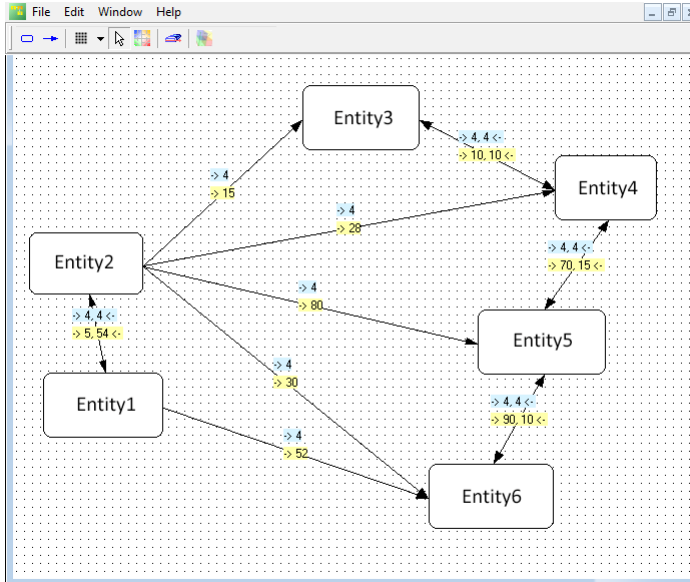 File Edit Window Help
Entity3
-> 4, 4 <-
-> 10, 10 <-
-> 4
-> 15
Entity4
-> 4
-> 28
Entity2
-> 4, 4 <-
-> 70, 15 <-
-> 4
-> 80
-> 4, 4 <-
-> 5, 54 <-
Entity5
-> 4
-> 30
Entity1
-> 4, 4 <-
-> 90, 10 <-
-> 4
-> 52
Entity6